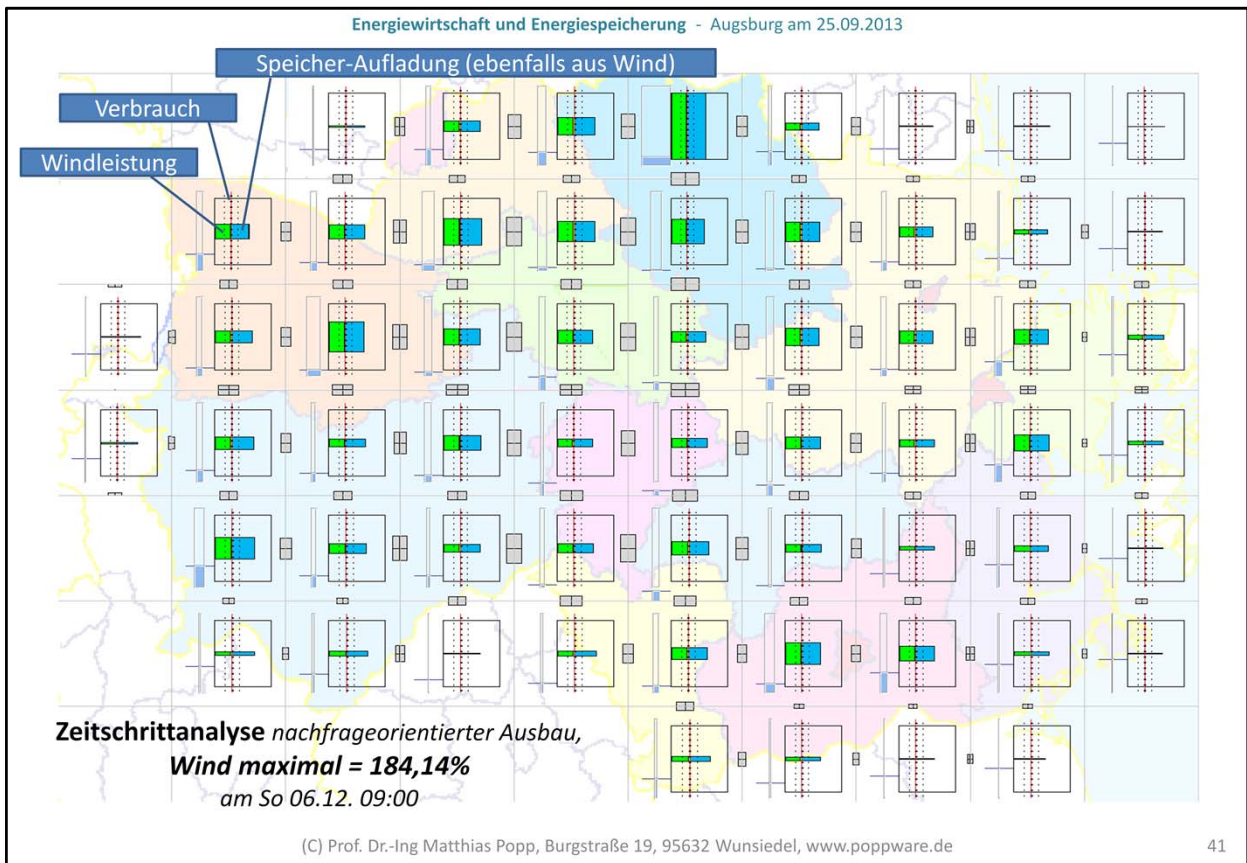 Energiewirtschaft und Energiespeicherung - Augsburg am 25.09.2013
Speicher-Aufladung (ebenfalls aus Wind)
Verbrauch
Windleistung
Zeitschrittanalyse nachfrageorientierter Ausbau,
Wind maximal = 184,14%
am So 06.12. 09:00
(C) Prof. Dr.-Ing Matthias Popp, Burgstraße 19, 95632 Wunsiedel, www.poppware.de
41